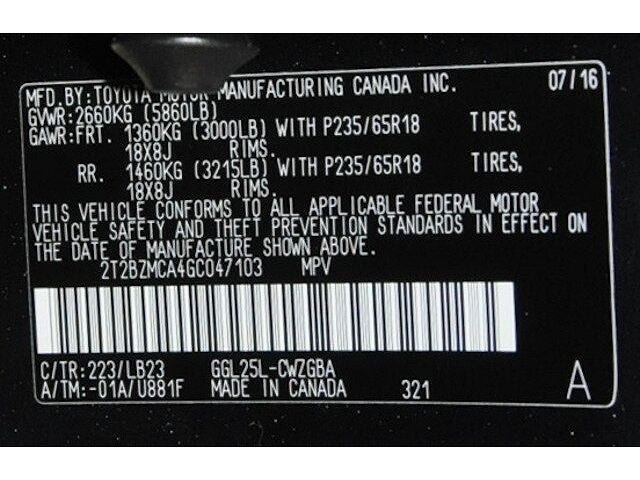 MFD.BY:TOYOTA MOTOR MANUFACTURING CANADA INC. 07/16
GVWR:2660KG (5860LB)
GAWR:FRT. 1360KG (3000LB) WITH P235/65R18 TIRES,
18X8J RIMS.
RR. 1460KG (3215LB) WITH P235/65R18 TIRES,
18X8J RIMS.
THIS VEHICLE CONFORMS TO ALL APPLICABLE FEDERAL MOTOR
VEHICLE SAFETY AND THEFT PREVENTION STANDARDS IN EFFECT ON
THE DATE OF MANUFACTURE SHOWN ABOVE.
2T2BZMCA4GC047103 MPV
C/TR:223/LB23 GGL25L-CWZGBA
A/TM:-01A/U881F MADE IN CANADA 321 A